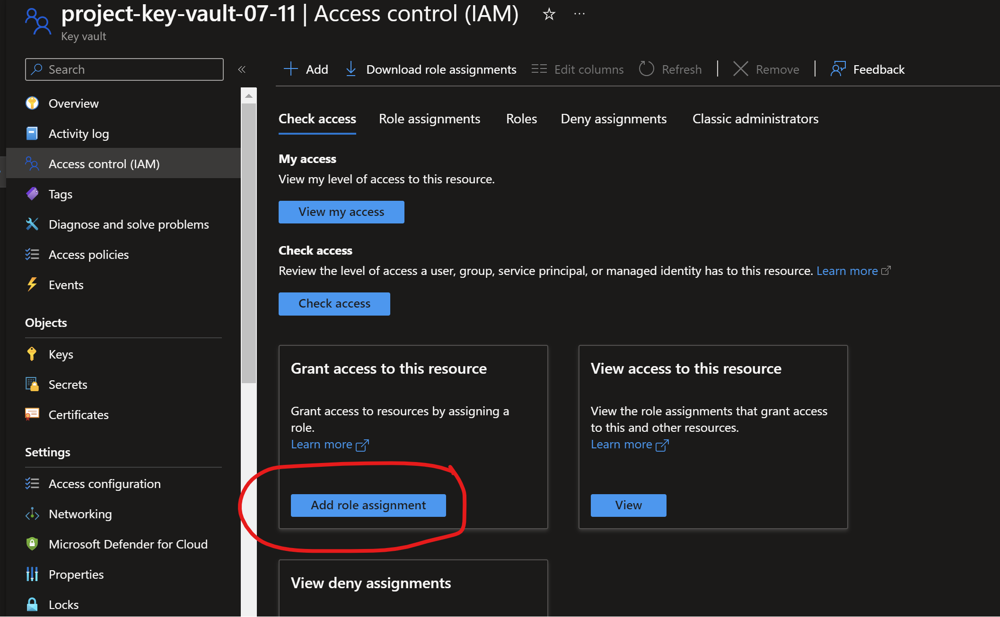 project-key-vault-07-11 | Access control (IAM)
Key vault
Search
Add
Download role assignments
Edit columns
Refresh
Remove
Feedback
Overview
Activity log
Access control (IAM)
Tags
Diagnose and solve problems
Access policies
Events
Objects
Keys
Secrets
Certificates
Settings
Access configuration
Networking
Microsoft Defender for Cloud
Properties
Locks
Check access
Role assignments
Roles
Deny assignments
Classic administrators
My access
View my level of access to this resource.
View my access
Check access
Review the level of access a user, group, service principal, or managed identity has to this resource. Learn more
Check access
Grant access to this resource
Grant access to resources by assigning a
role.
Learn more
Add role assignment
View access to this resource
View the role assignments that grant access
to this and other resources.
Learn more
View
View deny assignments